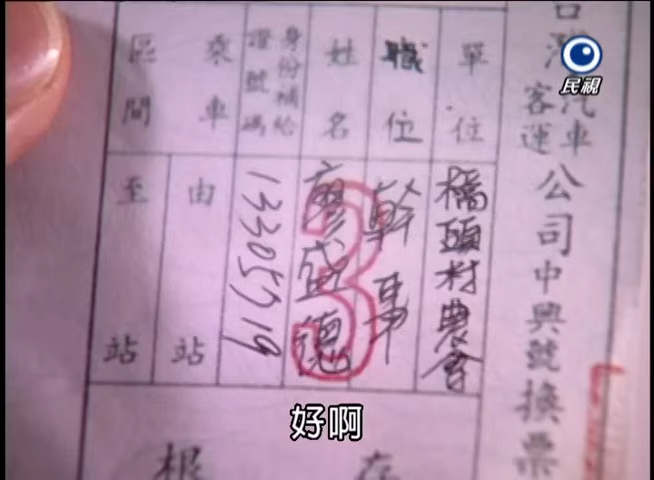 民視
汽車客運公司中興號換票
單位
橋頭村農會
職位
幹事
姓名
廖盛德
3
身份補給證號碼
13305719
乘車區間
由 站
至 站
存根
好啊